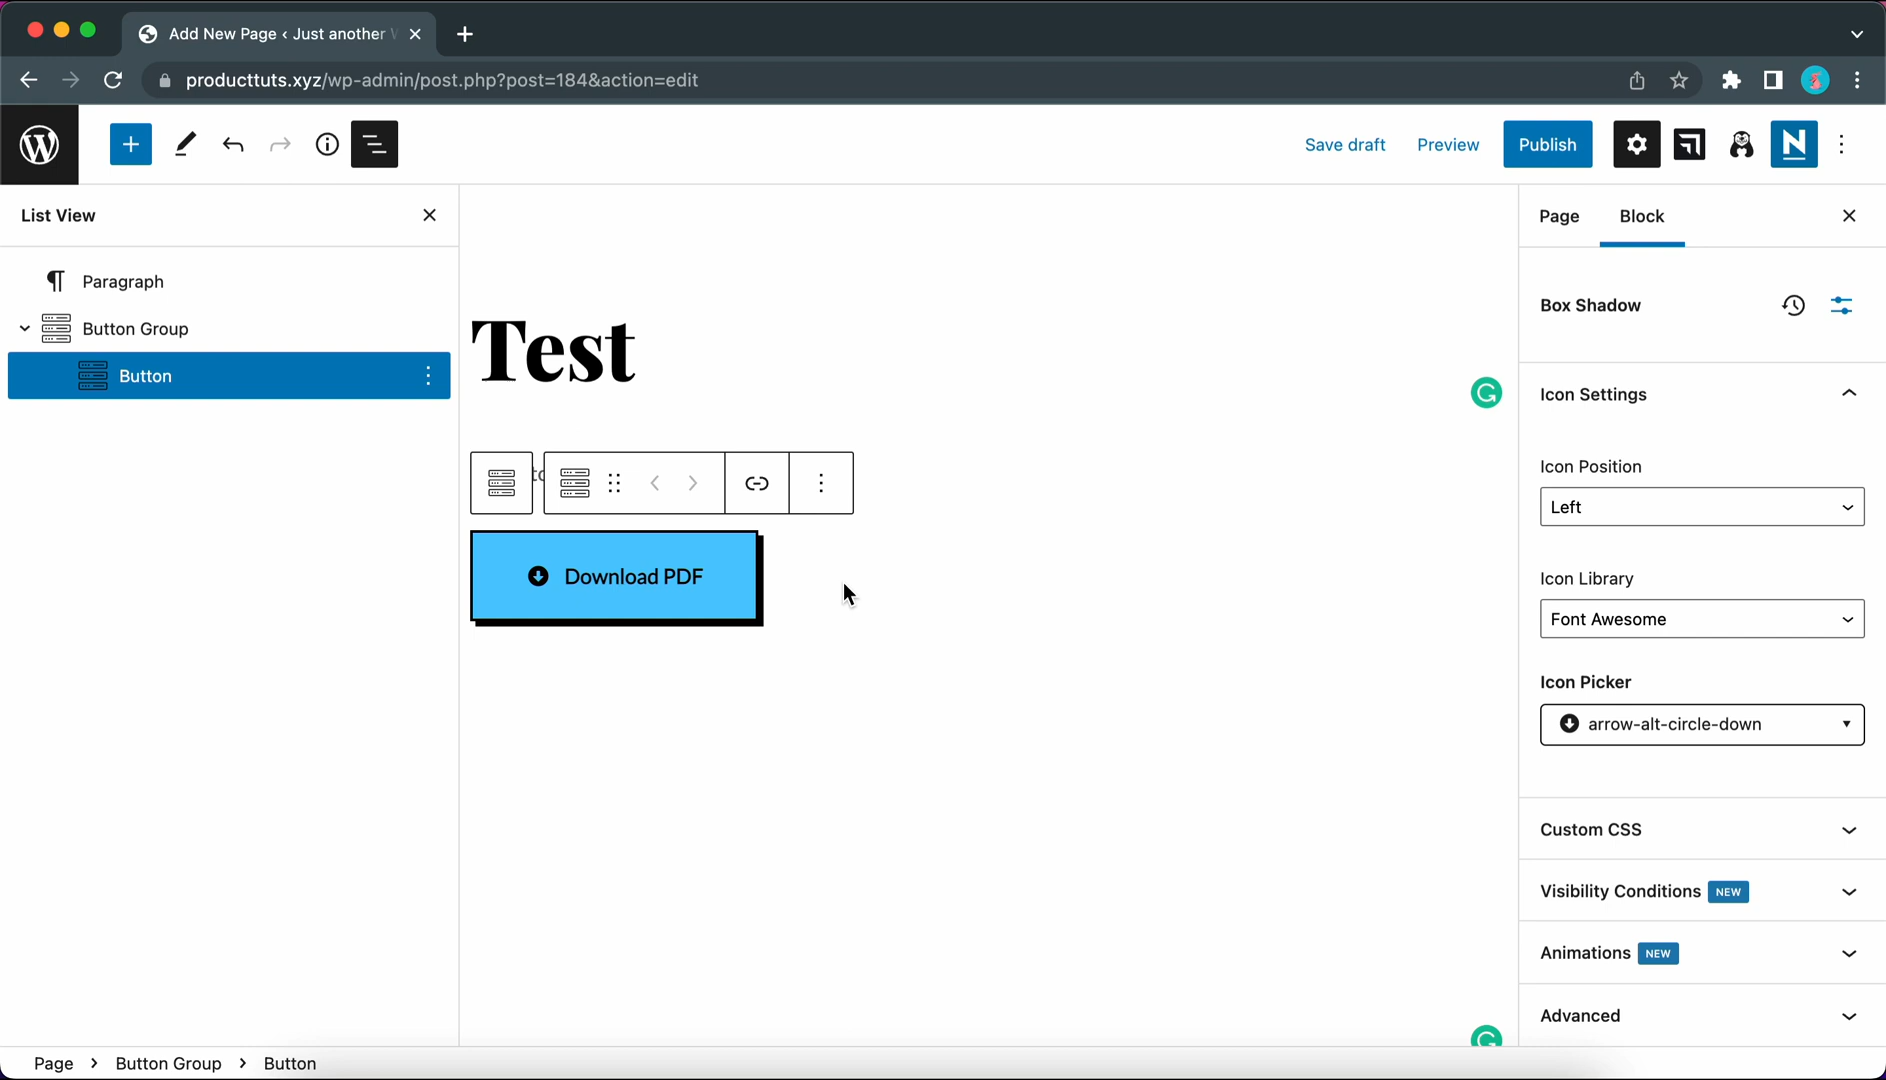 Add New Page ‹ Just another
producttuts.xyz/wp-admin/post.php?post=184&action=edit
Save draft
Preview
Publish
List View
Paragraph
Button Group
Button
Test
Download PDF
Page
Block
Box Shadow
Icon Settings
Icon Position
Left
Icon Library
Font Awesome
Icon Picker
arrow-alt-circle-down
Custom CSS
Visibility Conditions NEW
Animations NEW
Advanced
Page > Button Group > Button